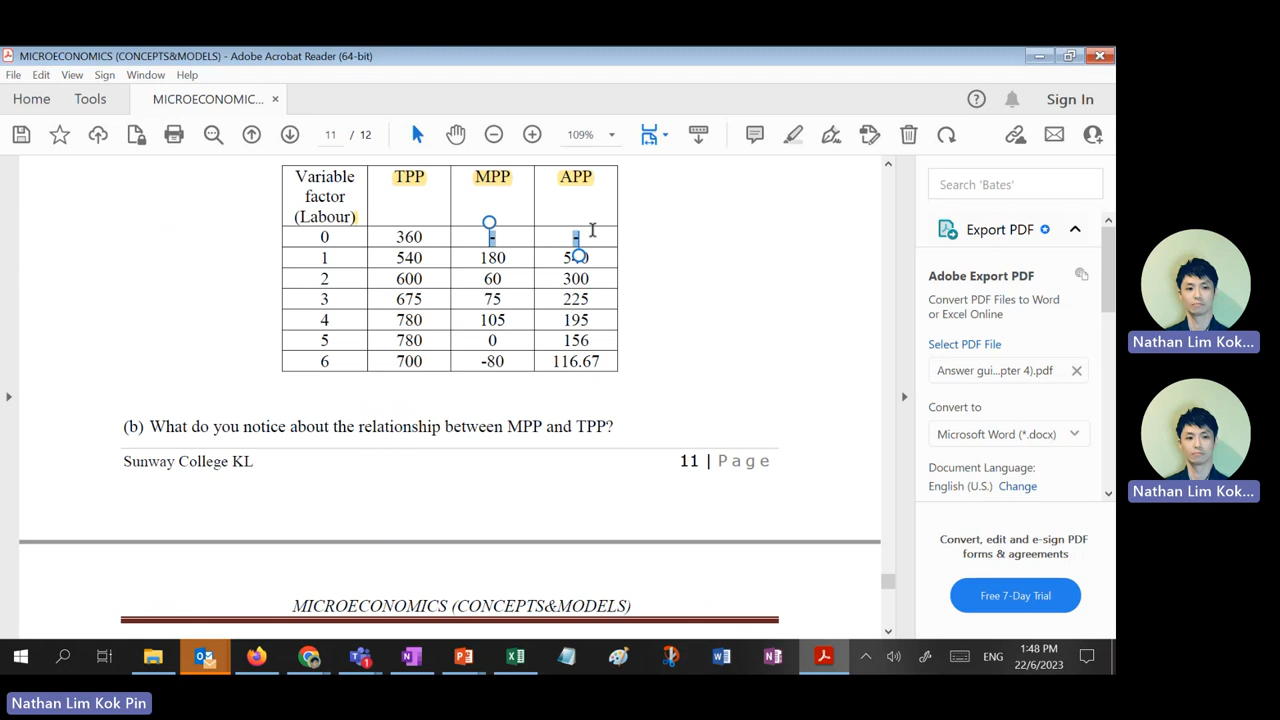 MICROECONOMICS (CONCEPTS&MODELS) - Adobe Acrobat Reader (64-bit)
File Edit View Sign Window Help
Home Tools MICROECONOMIC... × Sign In
11 / 12 109%
Variable factor (Labour) TPP MPP APP
0 360 - -
1 540 180 540
2 600 60 300
3 675 75 225
4 780 105 195
5 780 0 156
6 700 -80 116.67
(b) What do you notice about the relationship between MPP and TPP?
Sunway College KL 11 | Page
MICROECONOMICS (CONCEPTS&MODELS)
Search 'Bates'
Export PDF
Adobe Export PDF
Convert PDF Files to Word
or Excel Online
Select PDF File
Answer gui...pter 4).pdf ×
Convert to
Microsoft Word (*.docx)
Document Language:
English (U.S.) Change
Convert, edit and e-sign PDF
forms & agreements
Free 7-Day Trial
Nathan Lim Kok...
Nathan Lim Kok...
ENG 1:48 PM
22/6/2023
Nathan Lim Kok Pin